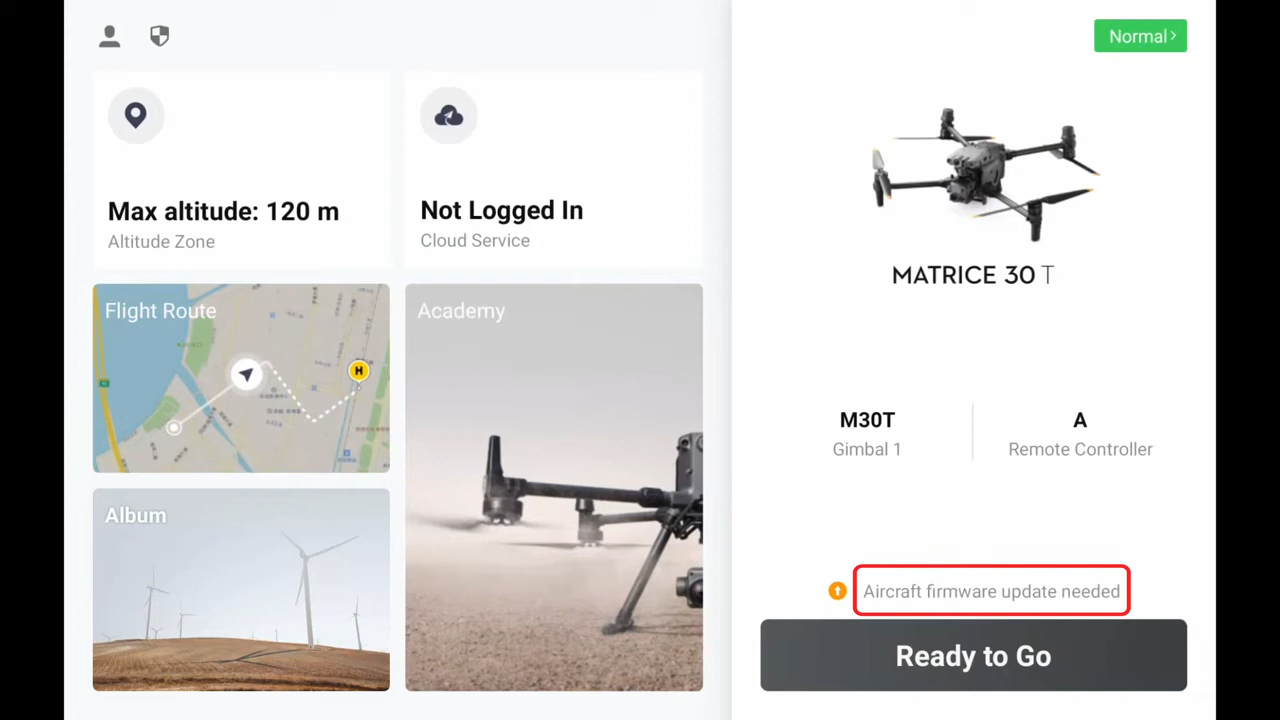 Normal
Max altitude: 120 m
Altitude Zone
Not Logged In
Cloud Service
Flight Route
H
Academy
Album
MATRICE 30 T
M30T
Gimbal 1
A
Remote Controller
Aircraft firmware update needed
Ready to Go